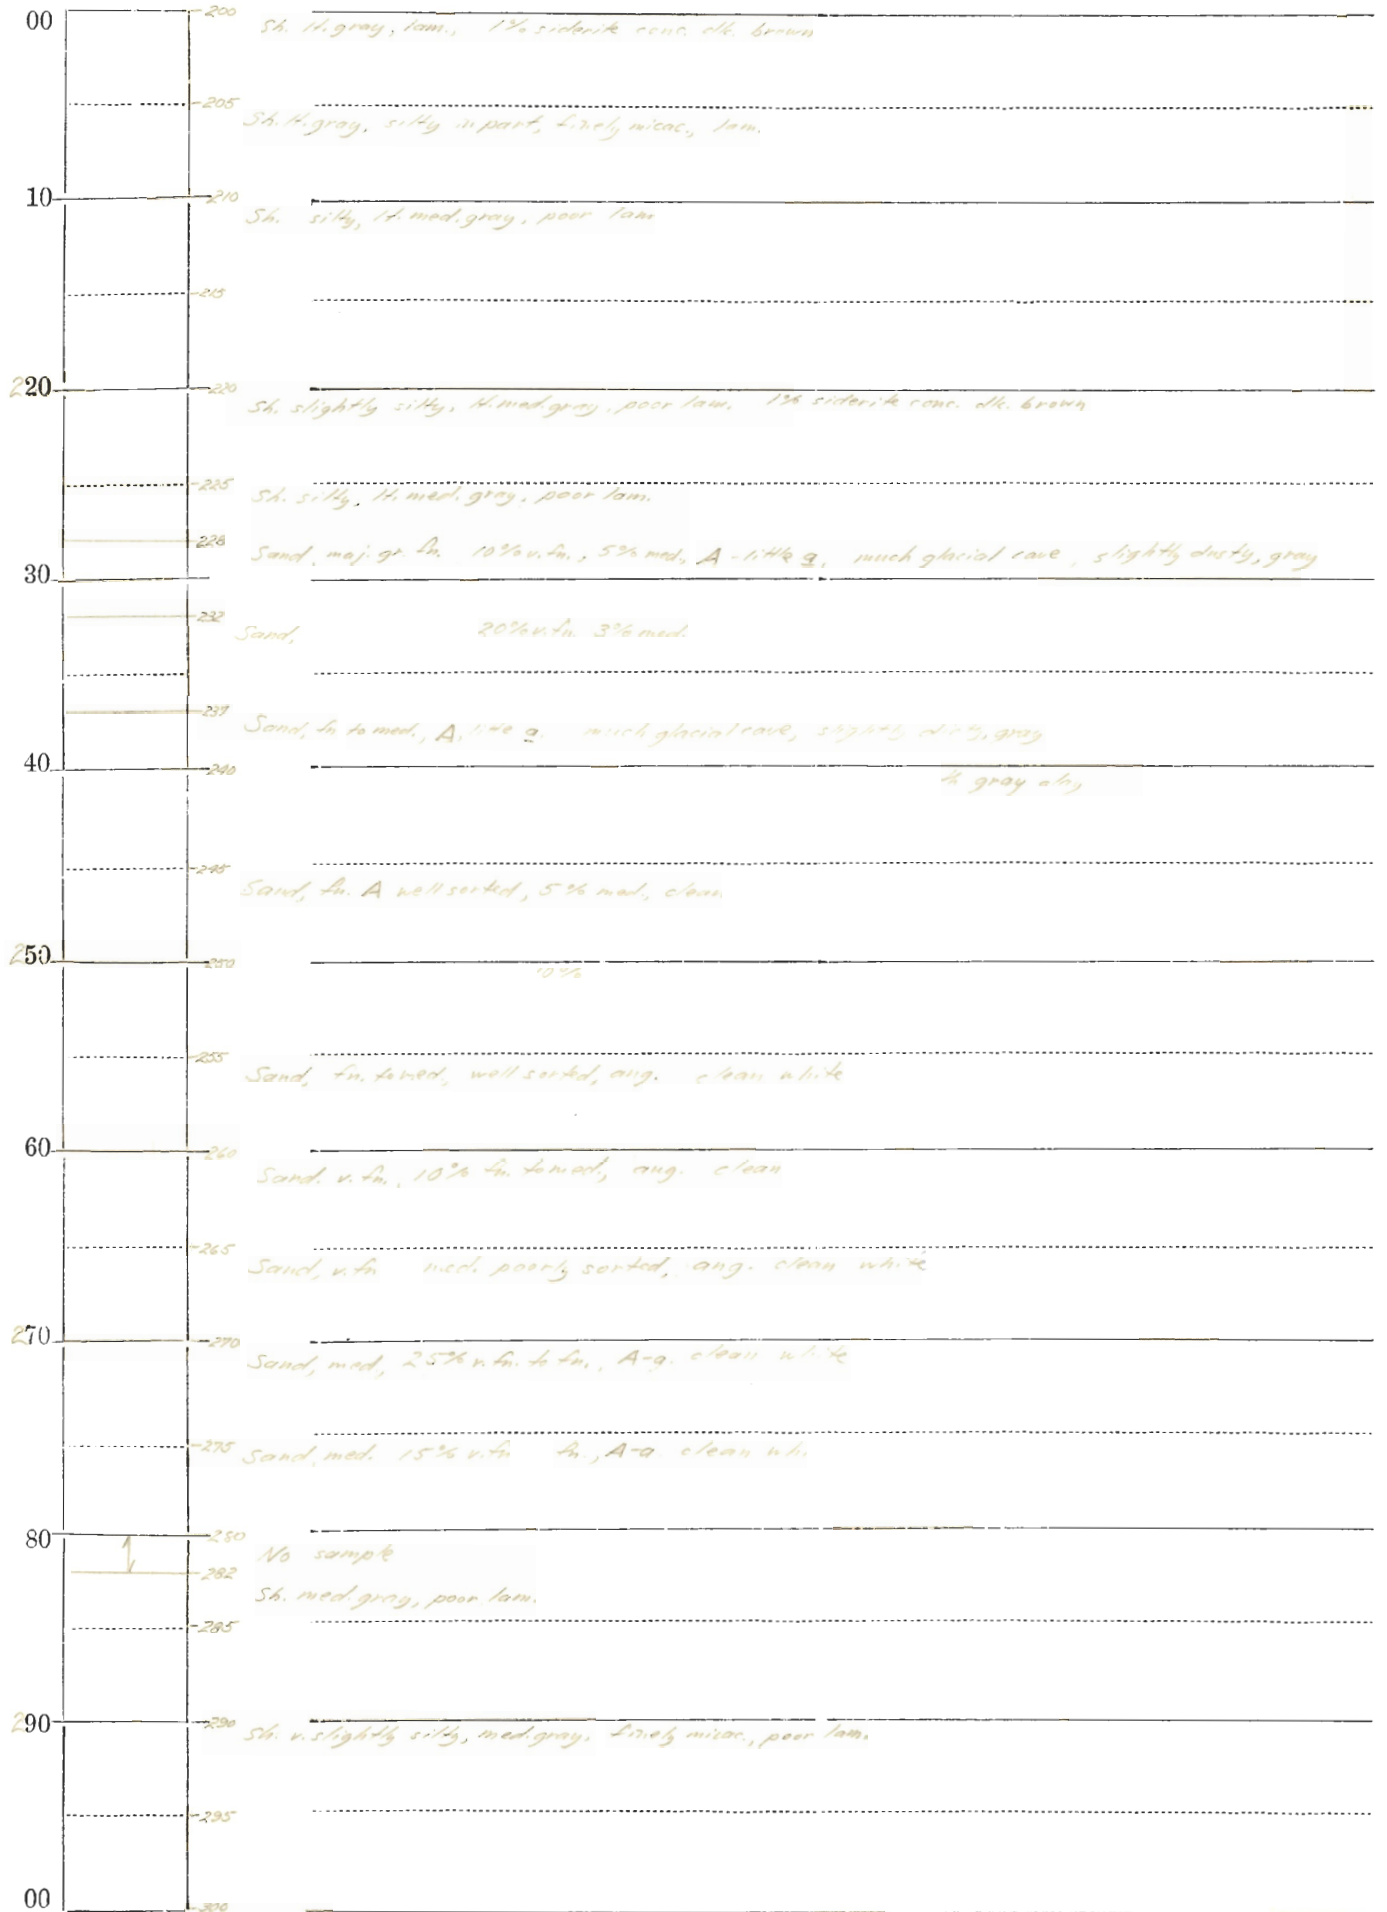 00 200
Sh. lt. gray, lam., 1% siderite conc. dk. brown
205
Sh. lt. gray, silty in part, finely micac., lam.
10 210
Sh. silty, lt. med. gray, poor lam
215
220 220
Sh. slightly silty, lt. med. gray, poor lam. 1% siderite conc. dk. brown
225
Sh. silty, lt. med. gray, poor lam.
228
Sand, maj. gr fn. 10% v. fn., 5% med., A - little a, much glacial cave, slightly dusty, gray
30
232
Sand, 20% v. fn. 3% med.
237
Sand, fn to med., A, little a. much glacial cave, slightly dirty, gray
40 240
lt. gray clay
245
Sand, fn. A well sorted, 5% med., clean
250 250
10%
255
Sand, fn. to med, well sorted, ang. clean white
60 260
Sand. v. fn., 10% fn. to med., ang. clean
265
Sand, v. fn med. poorly sorted, ang. clean white
270 270
Sand, med, 25% v. fn. to fn., A-a. clean white
275
Sand, med. 15% v. fn fn., A-a clean wh.
80 280
No sample
282
Sh. med. gray, poor lam.
285
290 290
Sh. v. slightly silty, med. gray, finely micac., poor lam.
295
00 300